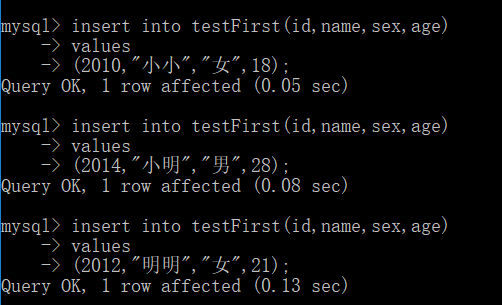 mysql> insert into testFirst(id,name,sex,age)
-> values
-> (2010,"小小","女",18);
Query OK, 1 row affected (0.05 sec)
mysql> insert into testFirst(id,name,sex,age)
-> values
-> (2014,"小明","男",28);
Query OK, 1 row affected (0.08 sec)
mysql> insert into testFirst(id,name,sex,age)
-> values
-> (2012,"明明","女",21);
Query OK, 1 row affected (0.13 sec)